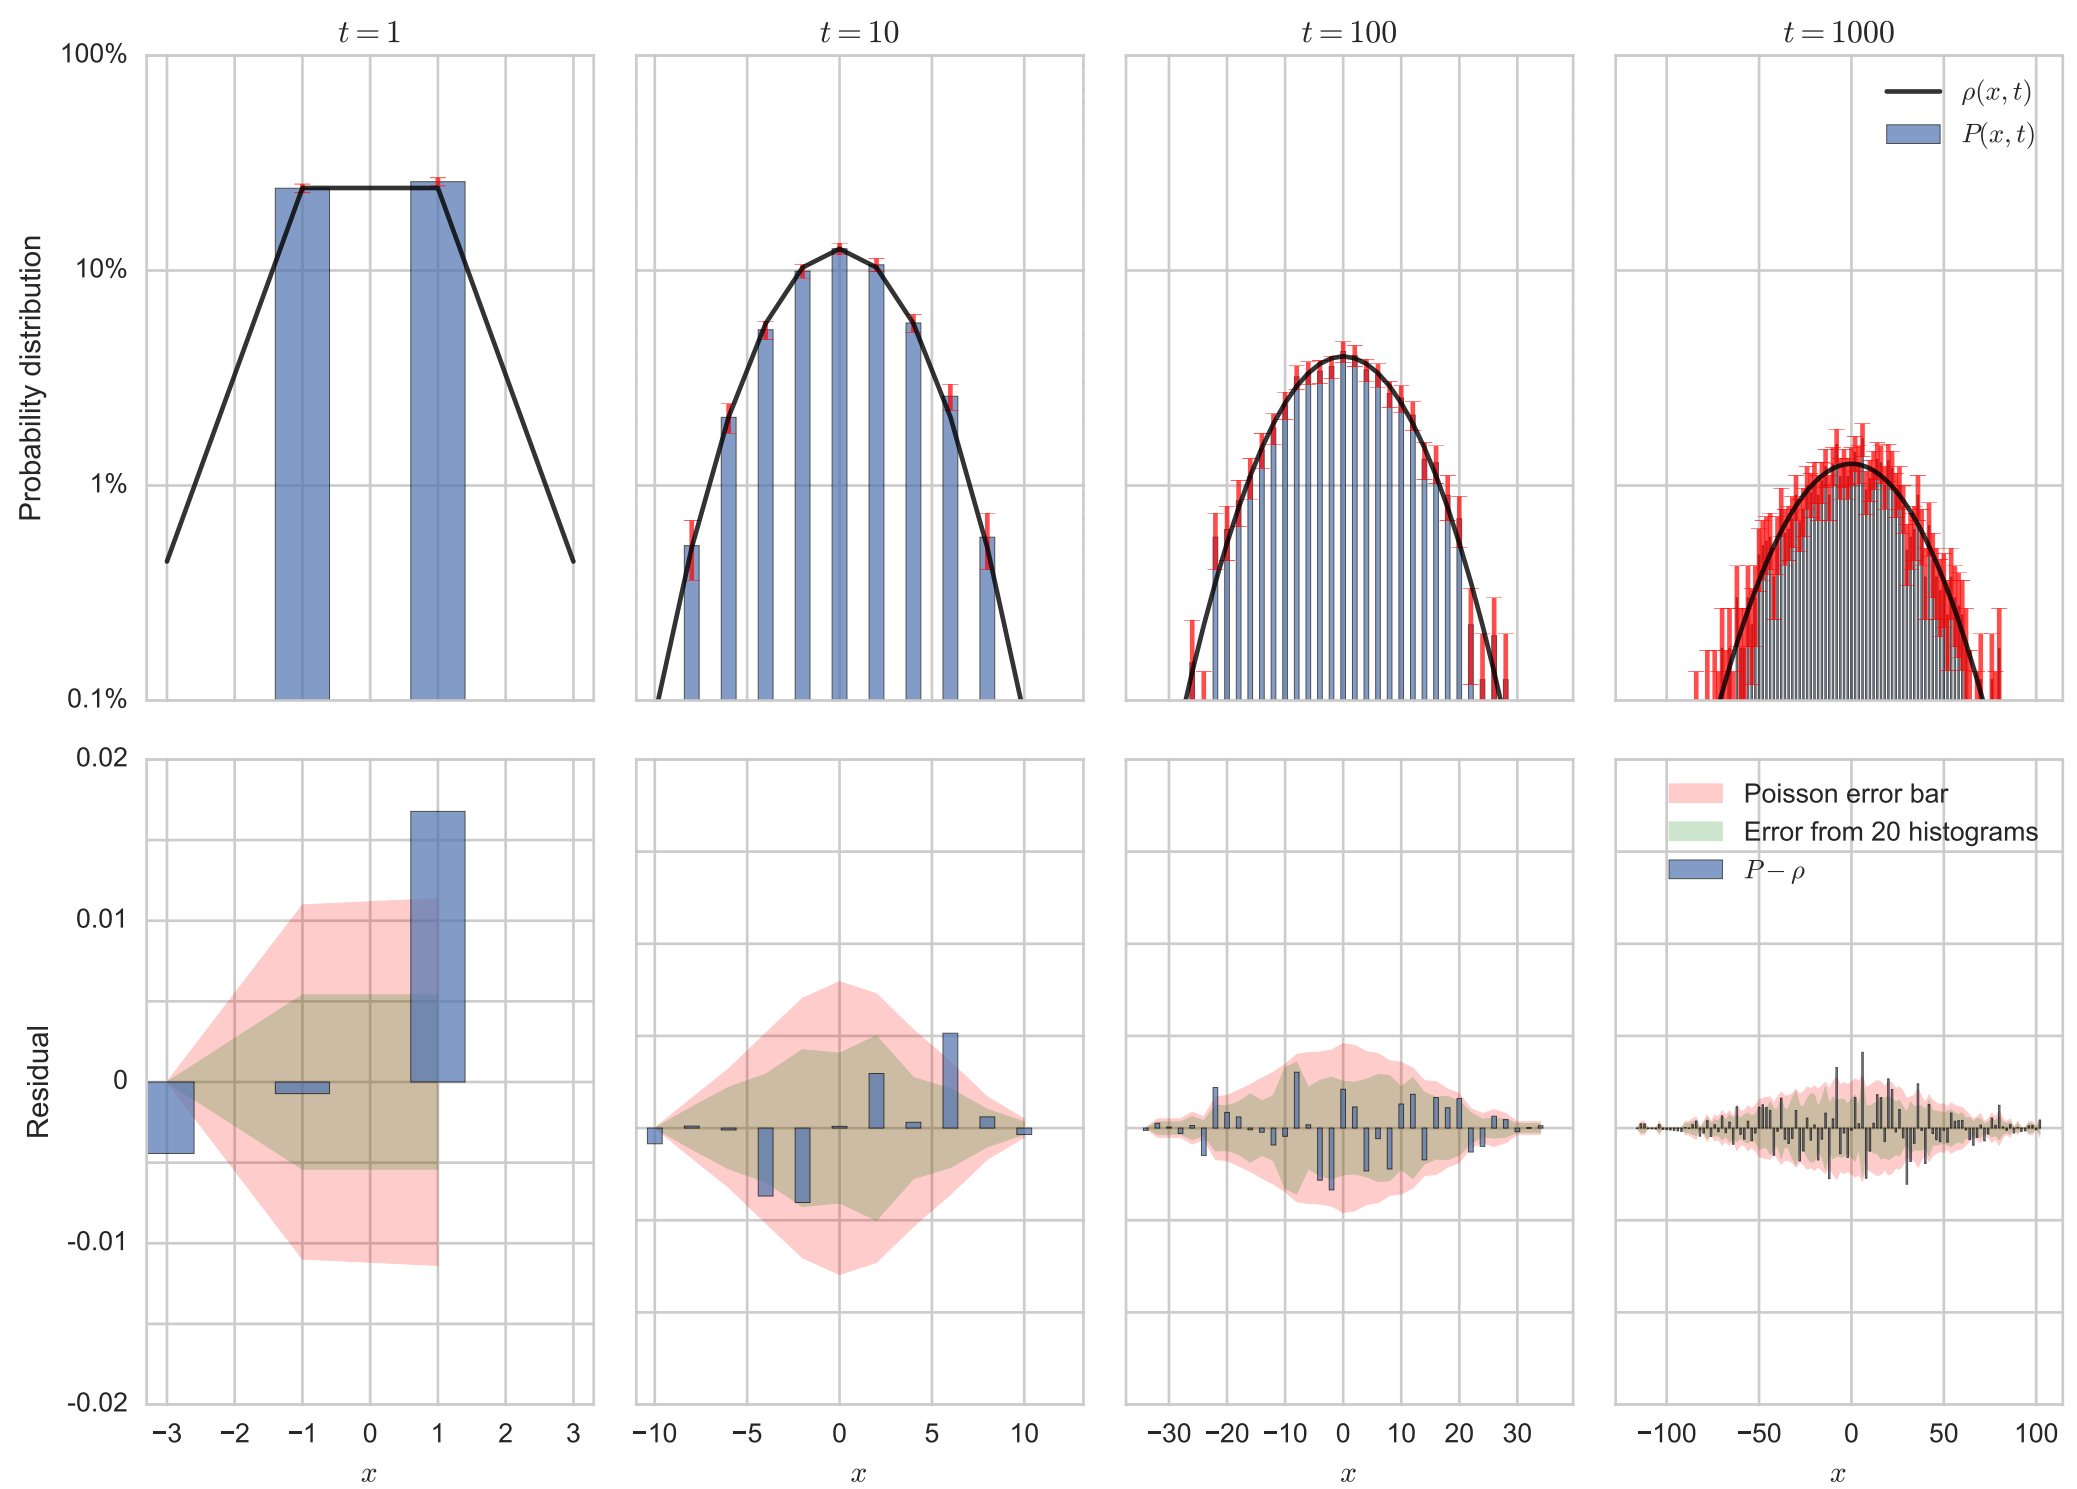 t = 1
t = 10
t = 100
t = 1000
Probability distribution
100%
10%
1%
0.1%
ρ(x, t)
P(x, t)
Residual
0.02
0.01
0
-0.01
-0.02
Poisson error bar
Error from 20 histograms
P − ρ
−3 −2 −1 0 1 2 3
−10 −5 0 5 10
−30 −20 −10 0 10 20 30
−100 −50 0 50 100
x
x
x
x